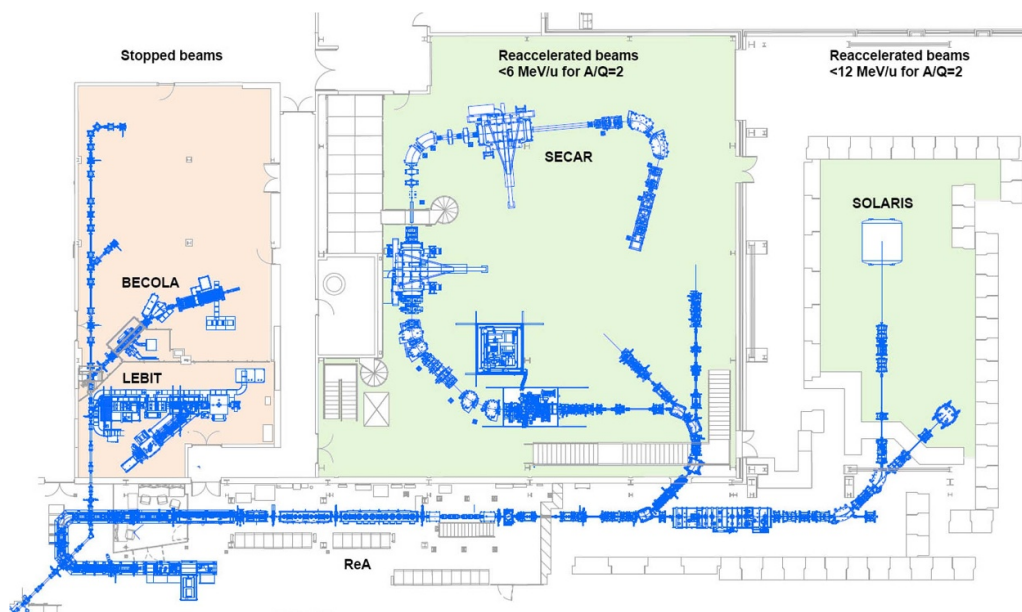 Stopped beams
Reaccelerated beams
<6 MeV/u for A/Q=2
Reaccelerated beams
<12 MeV/u for A/Q=2
SECAR
SOLARIS
BECOLA
LEBIT
ReA